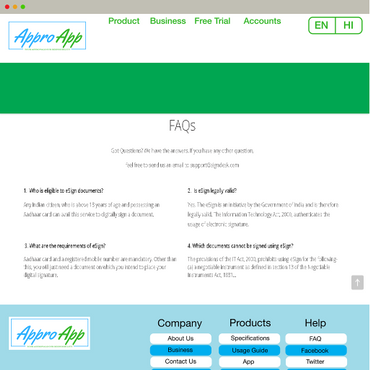 Product Business Free Trial Accounts EN HI
Appro App
FAQs
Got Questions? We have the answers. If you have any other question,
feel free to send us an email to support@signdesk.com
1. Who is eligible to eSign documents?
Any Indian citizen, who is above 18 years of age and possessing an
Aadhaar card can avail this service to digitally sign a document.
2. Is eSign legally valid?
Yes. The eSign is an initiative by the Government of India and is therefore
legally valid. The Information Technology Act, 2000, authenticates the
usage of electronic signature.
3. What are the requirements of eSign?
Aadhaar card and a registered mobile number are mandatory. Other than
this, you will just need a document on which you intend to place your
digital signature.
4. Which documents cannot be signed using eSign?
The provisions of the IT Act, 2000, prohibits using eSign for the following-
(a) a negotiable instrument as defined in section 13 of the Negotiable
Instruments Act, 1881;
Appro App
Company Products Help
About Us Specifications FAQ
Business Usage Guide Facebook
Contact Us App Twitter